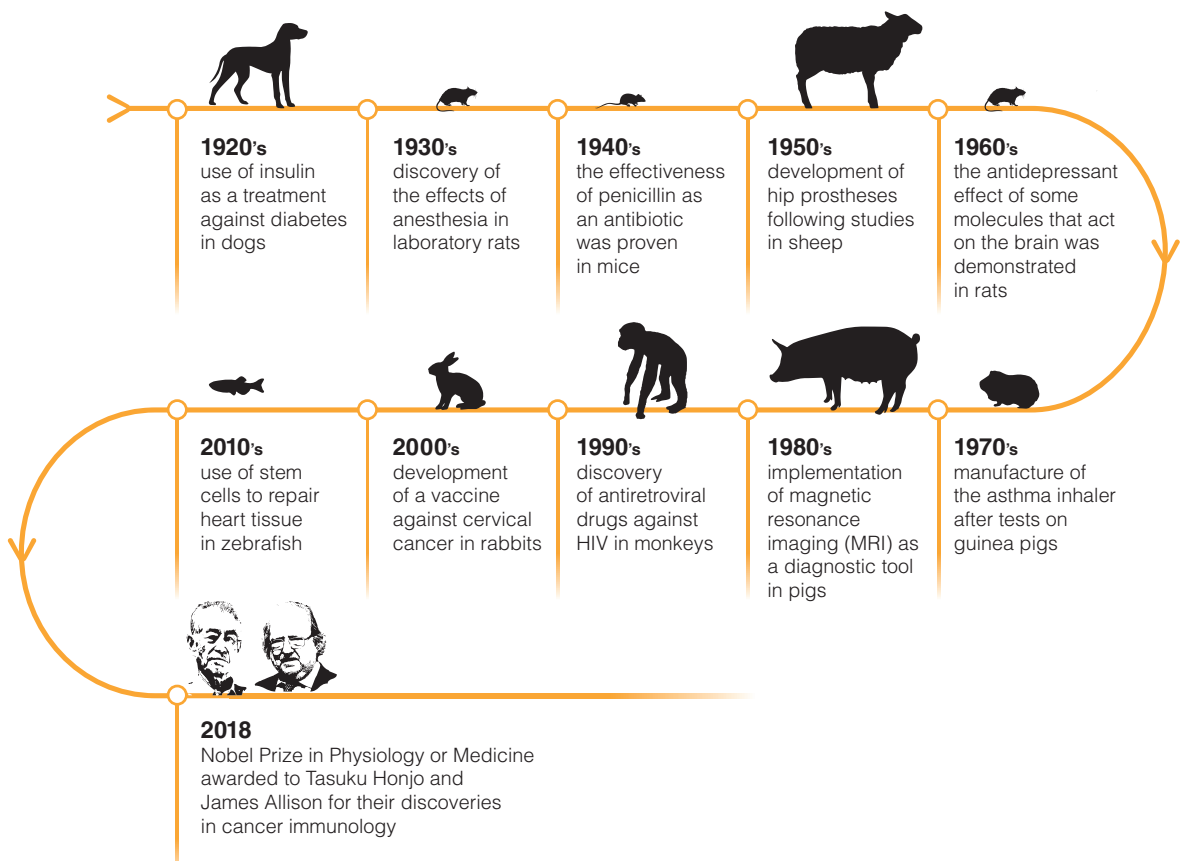 1920's
use of insulin
as a treatment
against diabetes
in dogs
1930's
discovery of
the effects of
anesthesia in
laboratory rats
1940's
the effectiveness
of penicillin as
an antibiotic
was proven
in mice
1950's
development of
hip prostheses
following studies
in sheep
1960's
the antidepressant
effect of some
molecules that act
on the brain was
demonstrated
in rats
1970's
manufacture of
the asthma inhaler
after tests on
guinea pigs
1980's
implementation
of magnetic
resonance
imaging (MRI) as
a diagnostic tool
in pigs
1990's
discovery
of antiretroviral
drugs against
HIV in monkeys
2000's
development
of a vaccine
against cervical
cancer in rabbits
2010's
use of stem
cells to repair
heart tissue
in zebrafish
2018
Nobel Prize in Physiology or Medicine
awarded to Tasuku Honjo and
James Allison for their discoveries
in cancer immunology